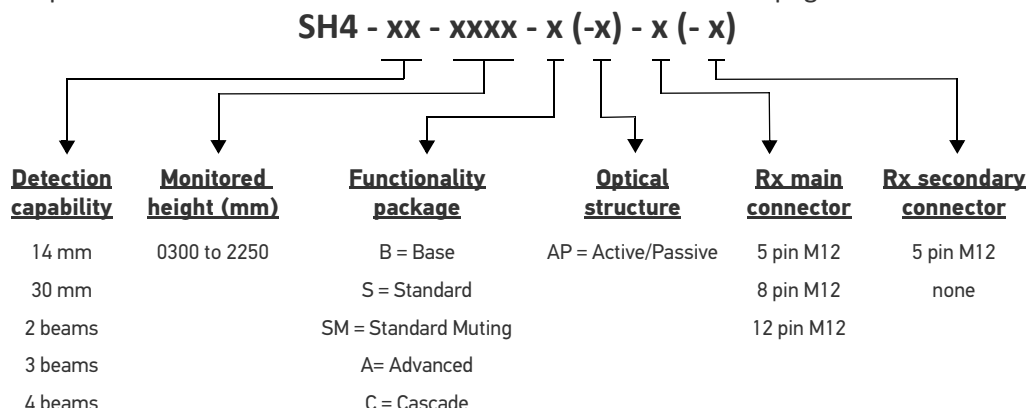 SH4 - xx - xxxx - x (-x) - x (- x)
Detection capability
Monitored height (mm)
Functionality package
Optical structure
Rx main connector
Rx secondary connector
14 mm
0300 to 2250
B = Base
AP = Active/Passive
5 pin M12
5 pin M12
30 mm
S = Standard
8 pin M12
none
2 beams
SM = Standard Muting
12 pin M12
3 beams
A= Advanced
4 beams
C = Cascade